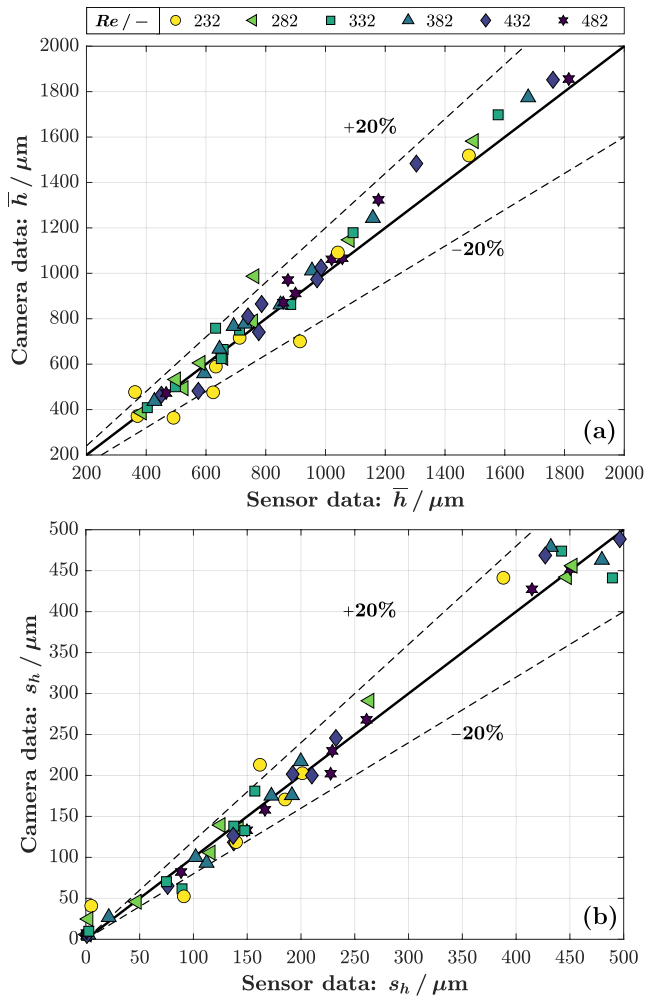 Re / − 232 282 332 382 432 482
2000
1800
1600
1400
1200
1000
800
600
400
200
200 400 600 800 1000 1200 1400 1600 1800 2000
+20%
−20%
(a)
Camera data: h̅ / μm
Sensor data: h̅ / μm
500
450
400
350
300
250
200
150
100
50
0
0 50 100 150 200 250 300 350 400 450 500
+20%
−20%
(b)
Camera data: s_h / μm
Sensor data: s_h / μm